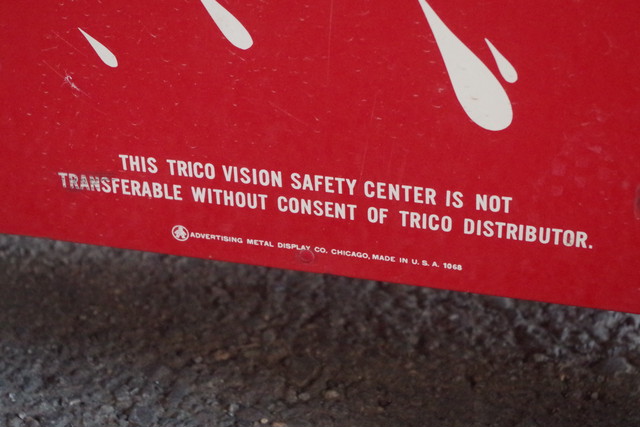 THIS TRICO VISION SAFETY CENTER IS NOT
TRANSFERABLE WITHOUT CONSENT OF TRICO DISTRIBUTOR.
ADVERTISING METAL DISPLAY CO. CHICAGO, MADE IN U. S. A. 1068